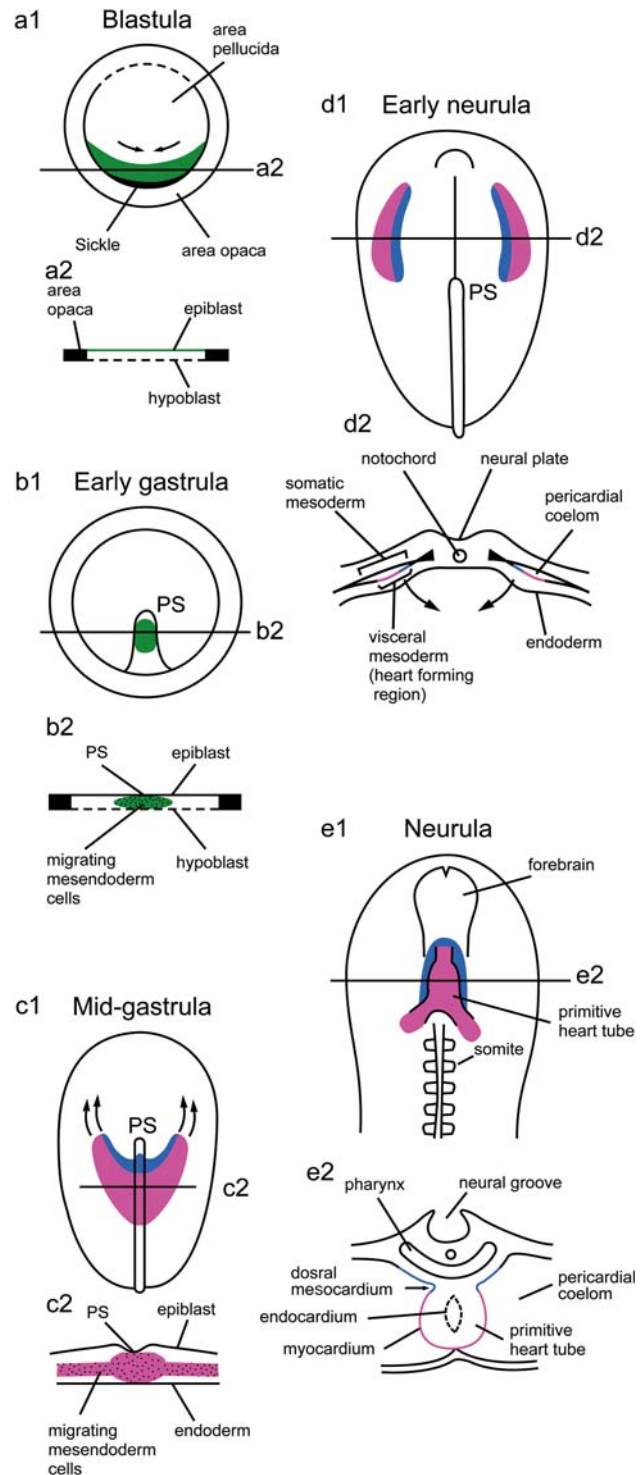 a1 Blastula
area
pellucida
a2
Sickle
area opaca
a2
area
opaca
epiblast
hypoblast
b1 Early gastrula
PS
b2
b2
PS
epiblast
migrating
mesendoderm
cells
hypoblast
c1 Mid-gastrula
PS
c2
c2
PS
epiblast
migrating
mesendoderm
cells
endoderm
d1 Early neurula
d2
PS
d2
notochord
neural plate
somatic
mesoderm
pericardial
coelom
visceral
mesoderm
(heart forming
region)
endoderm
e1 Neurula
forebrain
e2
primitive
heart tube
somite
e2
pharynx
neural groove
dosral
mesocardium
pericardial
coelom
endocardium
myocardium
primitive
heart tube